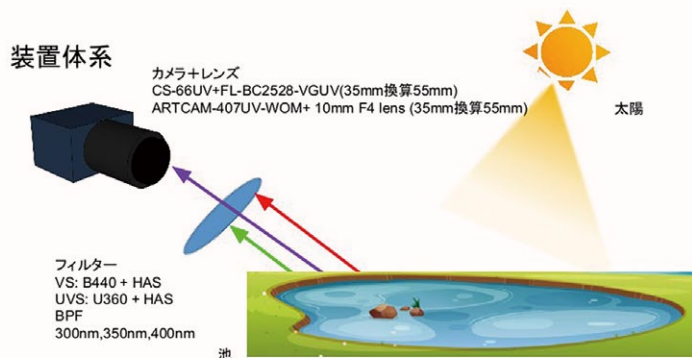 装置体系
カメラ+レンズ
CS-66UV+FL-BC2528-VGUV(35mm換算55mm)
ARTCAM-407UV-WOM+ 10mm F4 lens (35mm換算55mm)
太陽
フィルター
VS: B440 + HAS
UVS: U360 + HAS
BPF
300nm,350nm,400nm
池